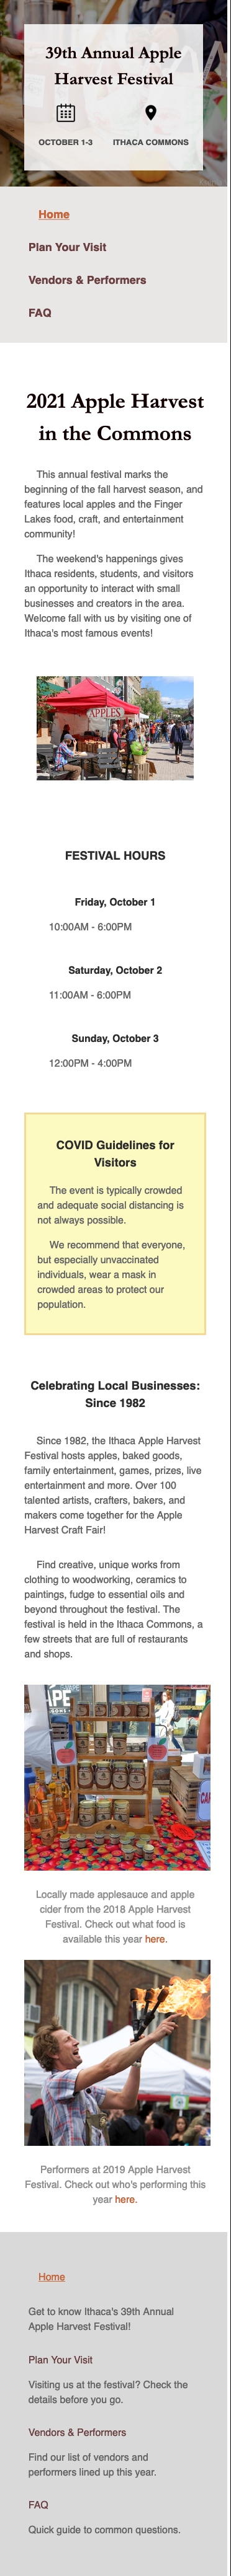 39th Annual Apple
Harvest Festival
OCTOBER 1-3
ITHACA COMMONS
Home
Plan Your Visit
Vendors & Performers
FAQ
2021 Apple Harvest
in the Commons
This annual festival marks the
beginning of the fall harvest season, and
features local apples and the Finger
Lakes food, craft, and entertainment
community!
The weekend's happenings gives
Ithaca residents, students, and visitors
an opportunity to interact with small
businesses and creators in the area.
Welcome fall with us by visiting one of
Ithaca's most famous events!
APPLES
FESTIVAL HOURS
Friday, October 1
10:00AM - 6:00PM
Saturday, October 2
11:00AM - 6:00PM
Sunday, October 3
12:00PM - 4:00PM
COVID Guidelines for
Visitors
The event is typically crowded
and adequate social distancing is
not always possible.
We recommend that everyone,
but especially unvaccinated
individuals, wear a mask in
crowded areas to protect our
population.
Celebrating Local Businesses:
Since 1982
Since 1982, the Ithaca Apple Harvest
Festival hosts apples, baked goods,
family entertainment, games, prizes, live
entertainment and more. Over 100
talented artists, crafters, bakers, and
makers come together for the Apple
Harvest Craft Fair!
Find creative, unique works from
clothing to woodworking, ceramics to
paintings, fudge to essential oils and
beyond throughout the festival. The
festival is held in the Ithaca Commons, a
few streets that are full of restaurants
and shops.
Locally made applesauce and apple
cider from the 2018 Apple Harvest
Festival. Check out what food is
available this year here.
Performers at 2019 Apple Harvest
Festival. Check out who's performing this
year here.
Home
Get to know Ithaca's 39th Annual
Apple Harvest Festival!
Plan Your Visit
Visiting us at the festival? Check the
details before you go.
Vendors & Performers
Find our list of vendors and
performers lined up this year.
FAQ
Quick guide to common questions.